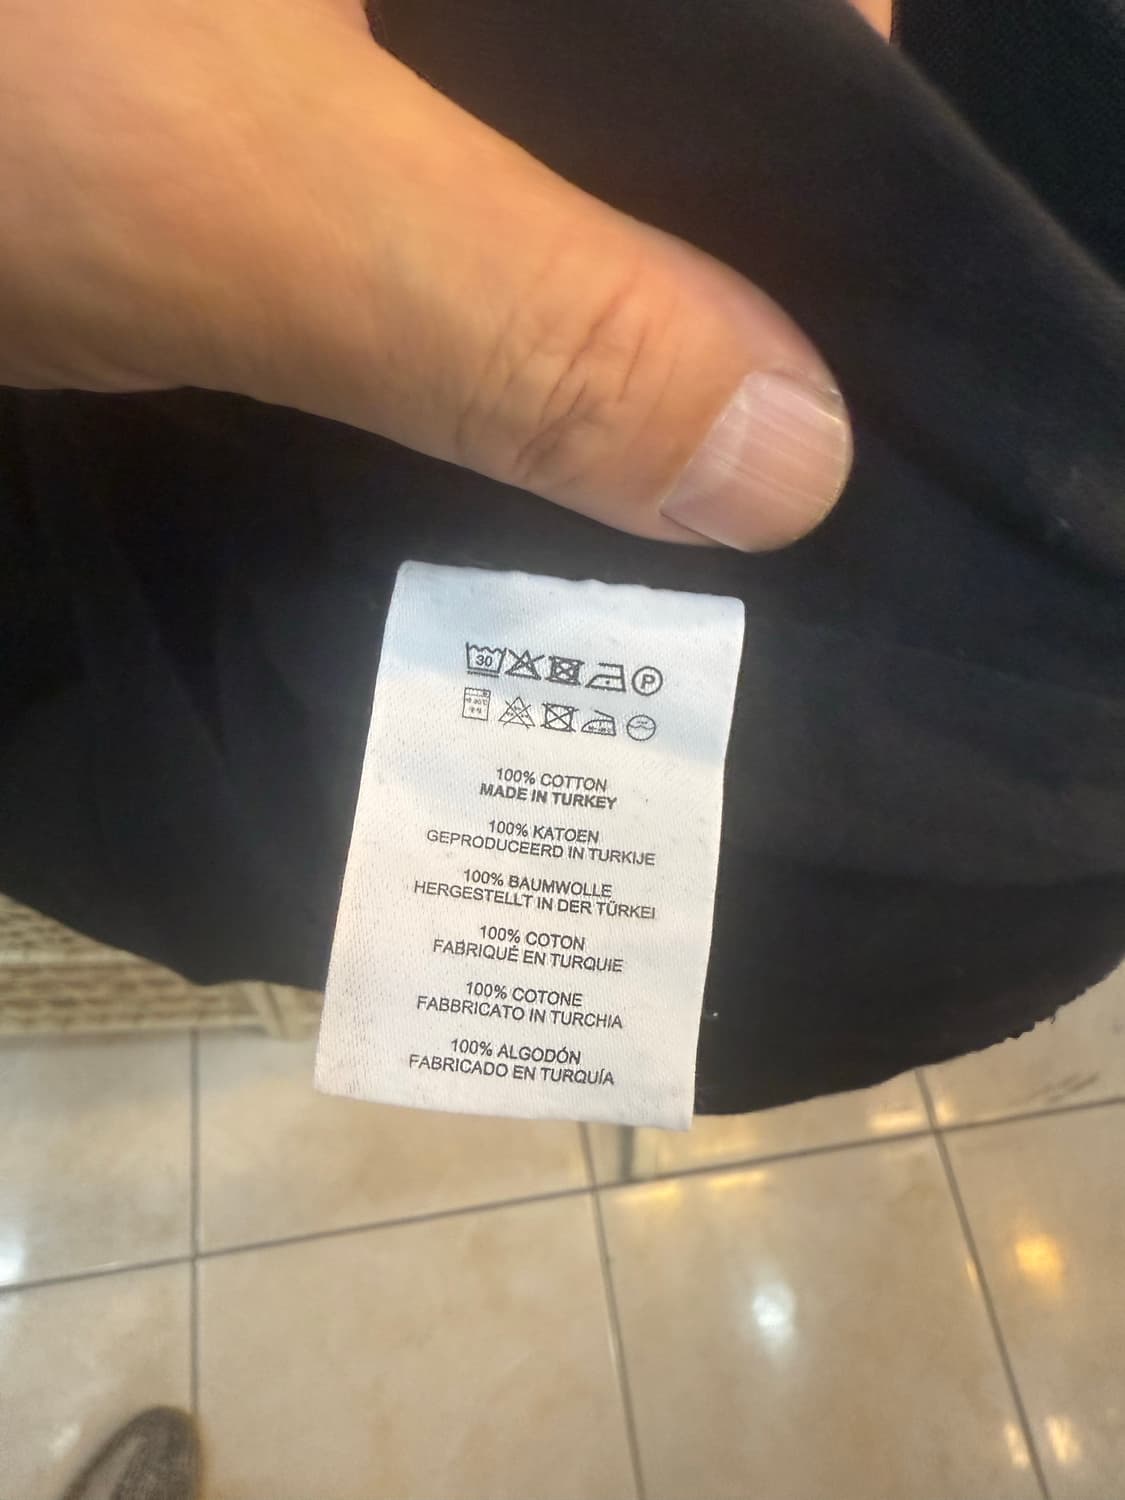 30 P
100% COTTON
MADE IN TURKEY
100% KATOEN
GEPRODUCEERD IN TURKIJE
100% BAUMWOLLE
HERGESTELLT IN DER TÜRKEI
100% COTON
FABRIQUÉ EN TURQUIE
100% COTONE
FABBRICATO IN TURCHIA
100% ALGODÓN
FABRICADO EN TURQUÍA